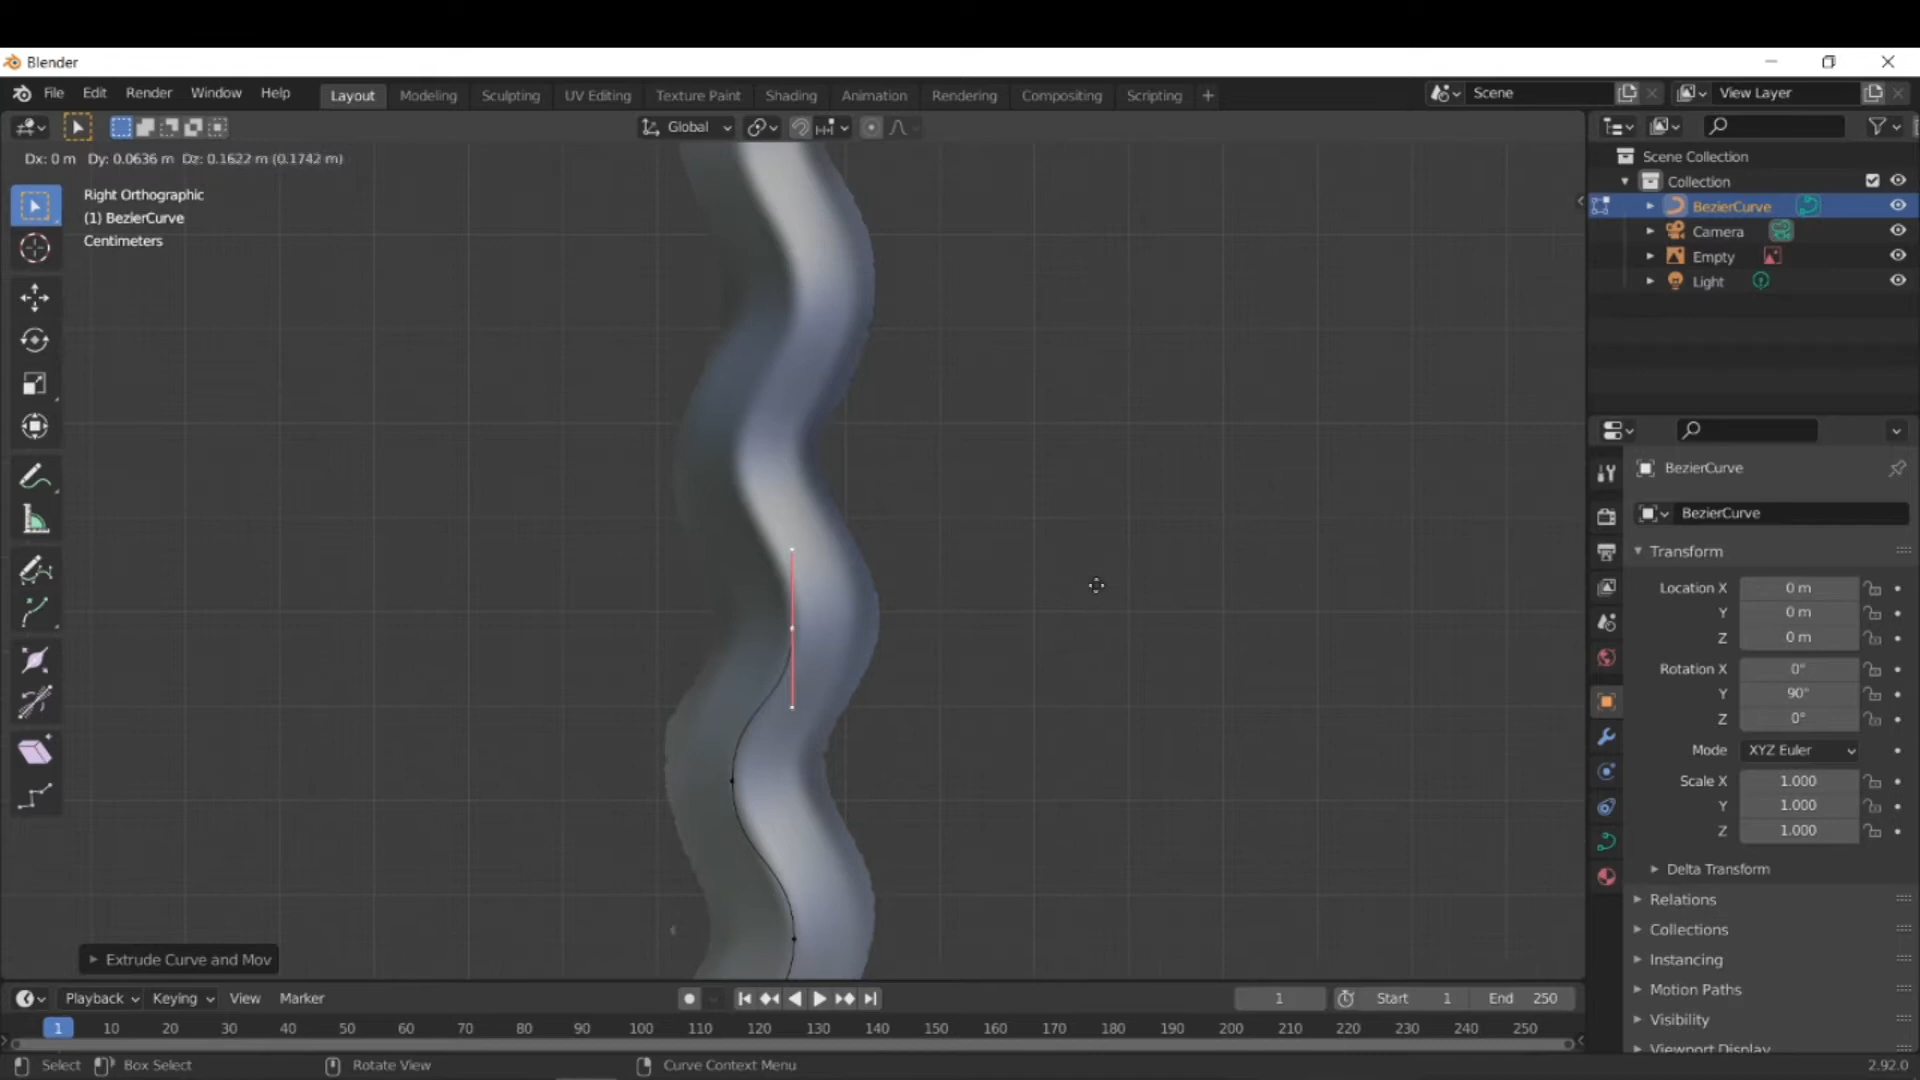 Blender
File Edit Render Window Help Layout Modeling Sculpting UV Editing Texture Paint Shading Animation Rendering Compositing Scripting + Scene View Layer
Global
Dx: 0 m Dy: 0.0636 m Dz: 0.1622 m (0.1742 m)
Right Orthographic
(1) BezierCurve
Centimeters
Scene Collection
Collection
BezierCurve
Camera
Empty
Light
BezierCurve
BezierCurve
Transform
Location X 0 m
Y 0 m
Z 0 m
Rotation X 0°
Y 90°
Z 0°
Mode XYZ Euler
Scale X 1.000
Y 1.000
Z 1.000
Delta Transform
Relations
Collections
Instancing
Motion Paths
Visibility
Viewport Display
Extrude Curve and Mov
Playback Keying View Marker 1 Start 1 End 250
1 10 20 30 40 50 60 70 80 90 100 110 120 130 140 150 160 170 180 190 200 210 220 230 240 250
Select Box Select Rotate View Curve Context Menu 2.92.0